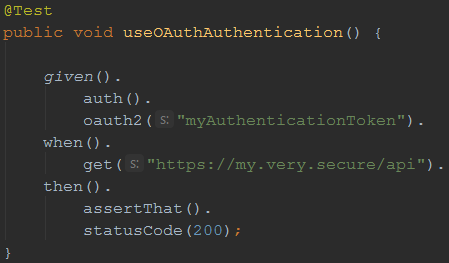 @Test
public void useOAuthAuthentication() {
given().
auth().
oauth2( s: "myAuthenticationToken").
when().
get( s: "https://my.very.secure/api").
then().
assertThat().
statusCode(200);
}